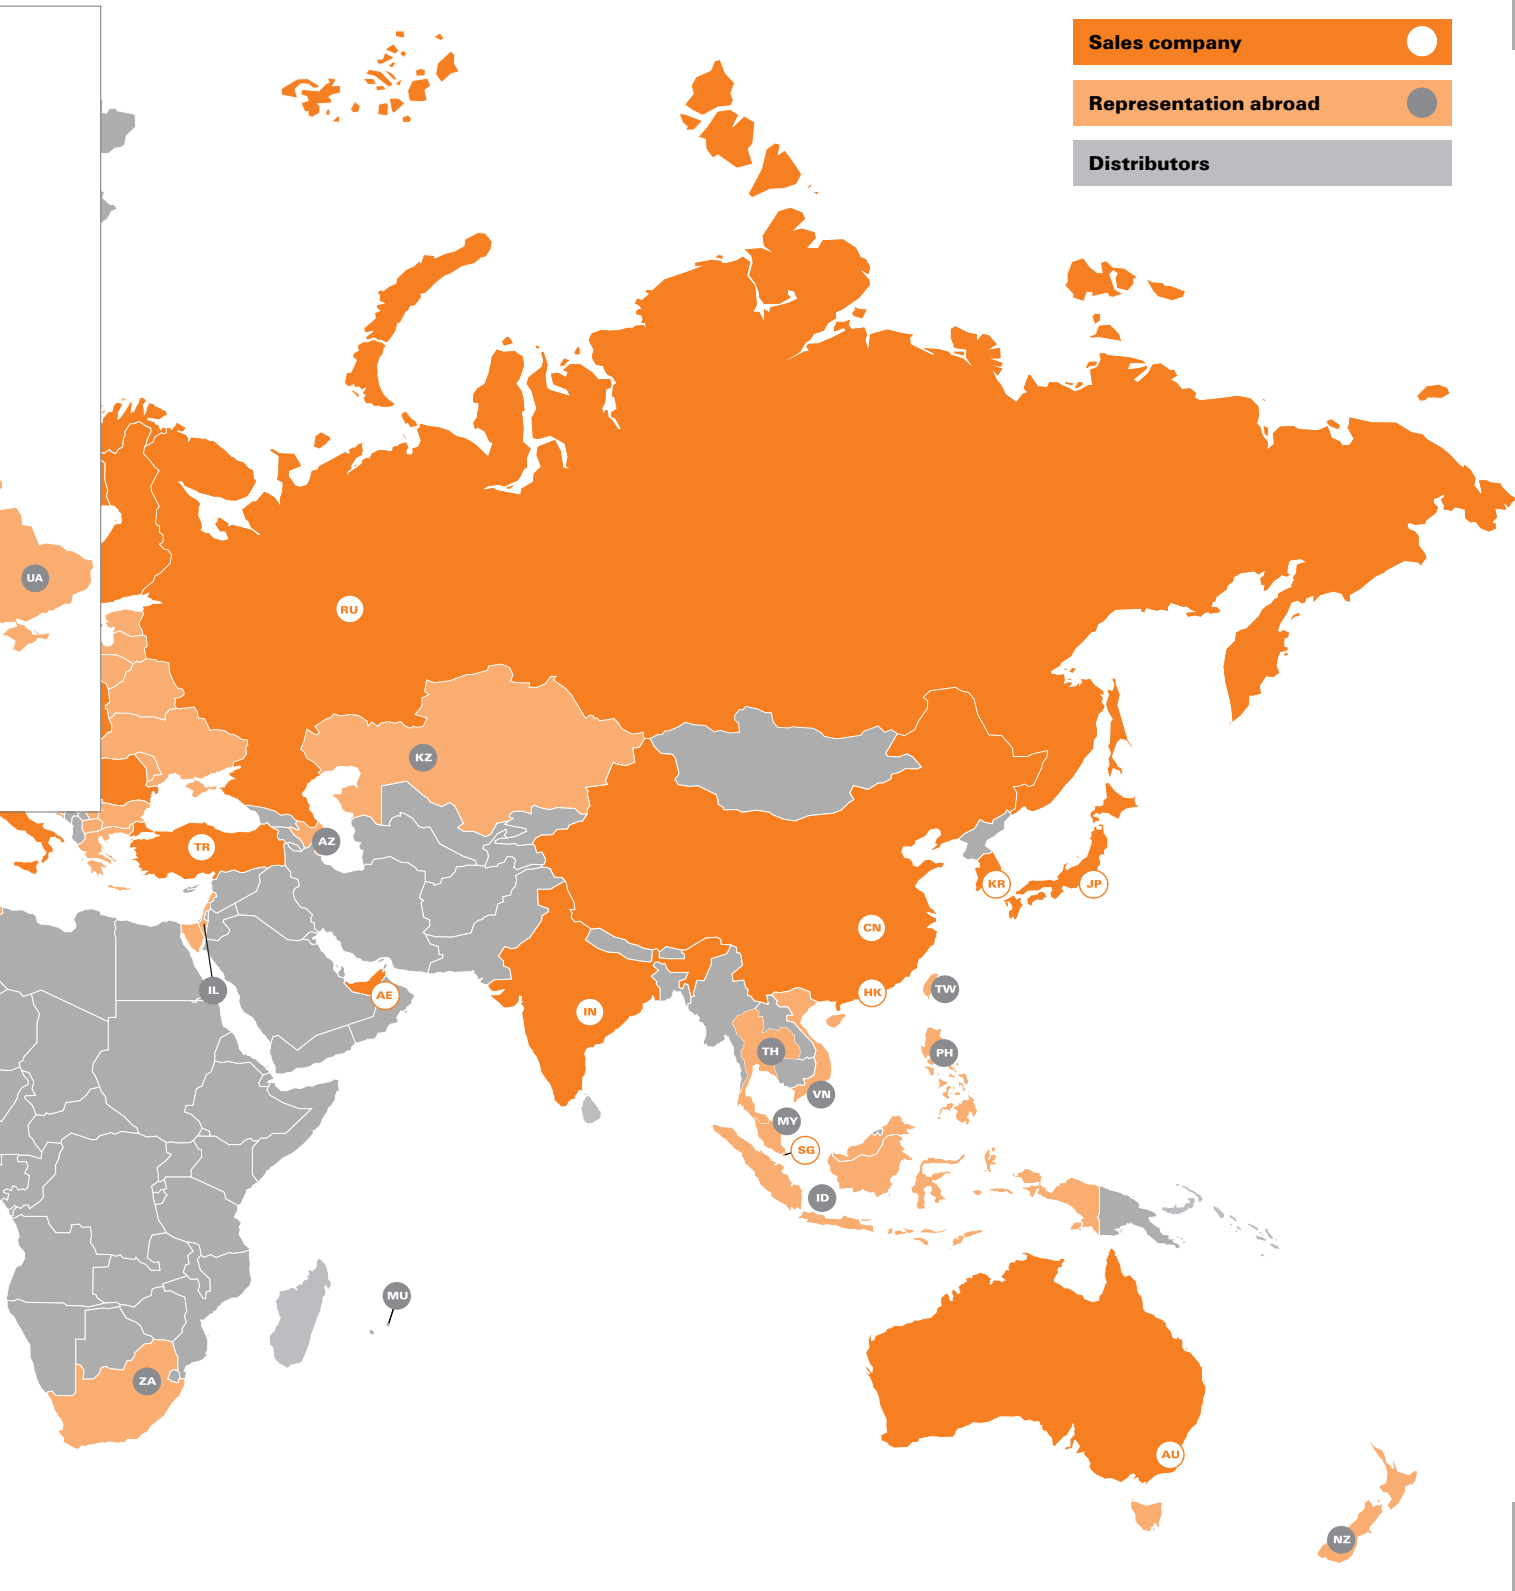 Sales company
Representation abroad
Distributors
UA
RU
KZ
TR
AZ
KR
JP
CN
IL
AE
HK
TW
IN
TH
PH
VN
MY
SG
ID
MU
ZA
AU
NZ